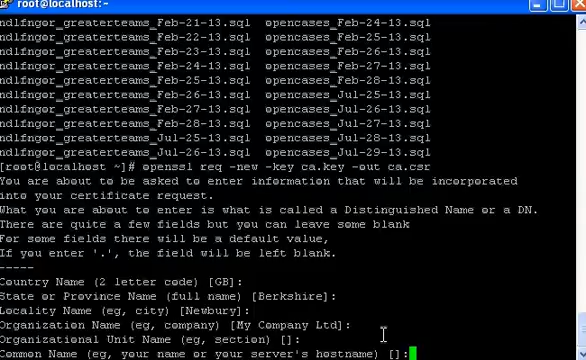 root@localhost:~
ndlfngor_greaterteams_Feb-21-13.sql opencases_Feb-24-13.sql
ndlfngor_greaterteams_Feb-22-13.sql opencases_Feb-25-13.sql
ndlfngor_greaterteams_Feb-23-13.sql opencases_Feb-26-13.sql
ndlfngor_greaterteams_Feb-24-13.sql opencases_Feb-27-13.sql
ndlfngor_greaterteams_Feb-25-13.sql opencases_Feb-28-13.sql
ndlfngor_greaterteams_Feb-26-13.sql opencases_Jul-25-13.sql
ndlfngor_greaterteams_Feb-27-13.sql opencases_Jul-26-13.sql
ndlfngor_greaterteams_Feb-28-13.sql opencases_Jul-27-13.sql
ndlfngor_greaterteams_Jul-25-13.sql opencases_Jul-28-13.sql
ndlfngor_greaterteams_Jul-26-13.sql opencases_Jul-29-13.sql
[root@localhost ~]# openssl req -new -key ca.key -out ca.csr
You are about to be asked to enter information that will be incorporated
into your certificate request.
What you are about to enter is what is called a Distinguished Name or a DN.
There are quite a few fields but you can leave some blank
For some fields there will be a default value,
If you enter '.', the field will be left blank.
-----
Country Name (2 letter code) [GB]:
State or Province Name (full name) [Berkshire]:
Locality Name (eg, city) [Newbury]:
Organization Name (eg, company) [My Company Ltd]:
Organizational Unit Name (eg, section) []:
Common Name (eg, your name or your server's hostname) []: